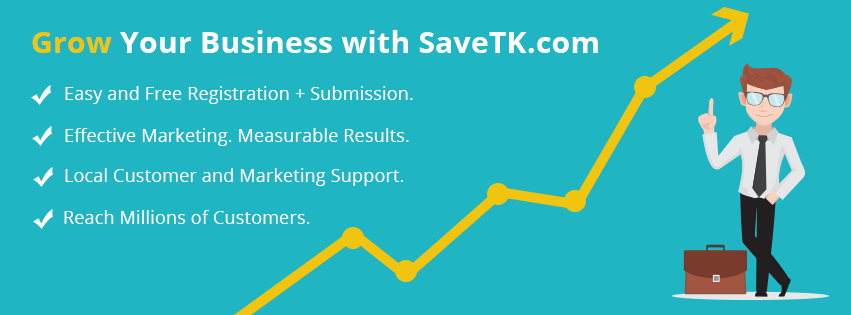 Grow Your Business with SaveTK.com
Easy and Free Registration + Submission.
Effective Marketing. Measurable Results.
Local Customer and Marketing Support.
Reach Millions of Customers.